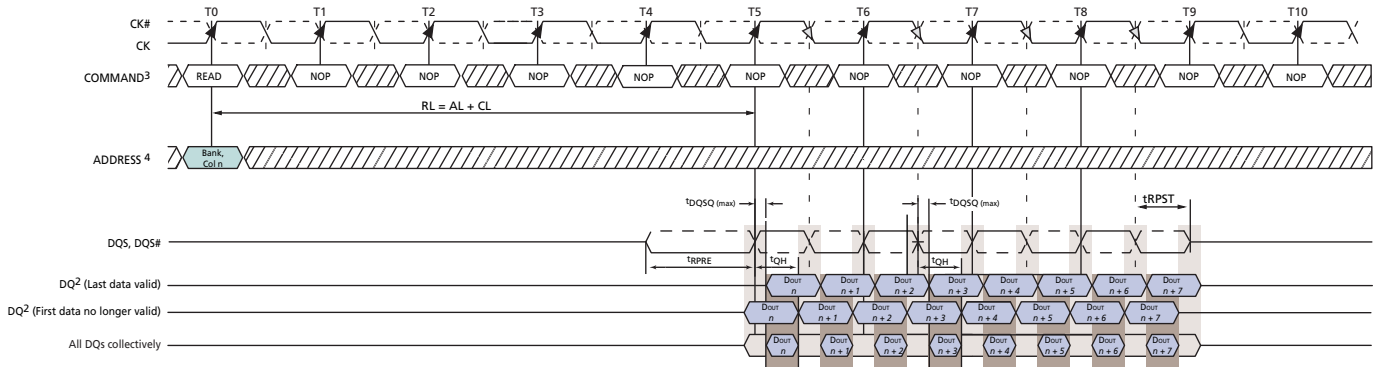 T0 T1 T2 T3 T4 T5 T6 T7 T8 T9 T10
CK#
CK
COMMAND3 READ NOP NOP NOP NOP NOP NOP NOP NOP NOP NOP
RL = AL + CL
ADDRESS 4 Bank, Col n
tDQSQ (max) tDQSQ (max) tRPST
DQS, DQS#
tRPRE tQH tQH
DQ2 (Last data valid) DOUT n DOUT n + 1 DOUT n + 2 DOUT n + 3 DOUT n + 4 DOUT n + 5 DOUT n + 6 DOUT n + 7
DQ2 (First data no longer valid) DOUT n DOUT n + 1 DOUT n + 2 DOUT n + 3 DOUT n + 4 DOUT n + 5 DOUT n + 6 DOUT n + 7
All DQs collectively DOUT n DOUT n + 1 DOUT n + 2 DOUT n + 3 DOUT n + 4 DOUT n + 5 DOUT n + 6 DOUT n + 7